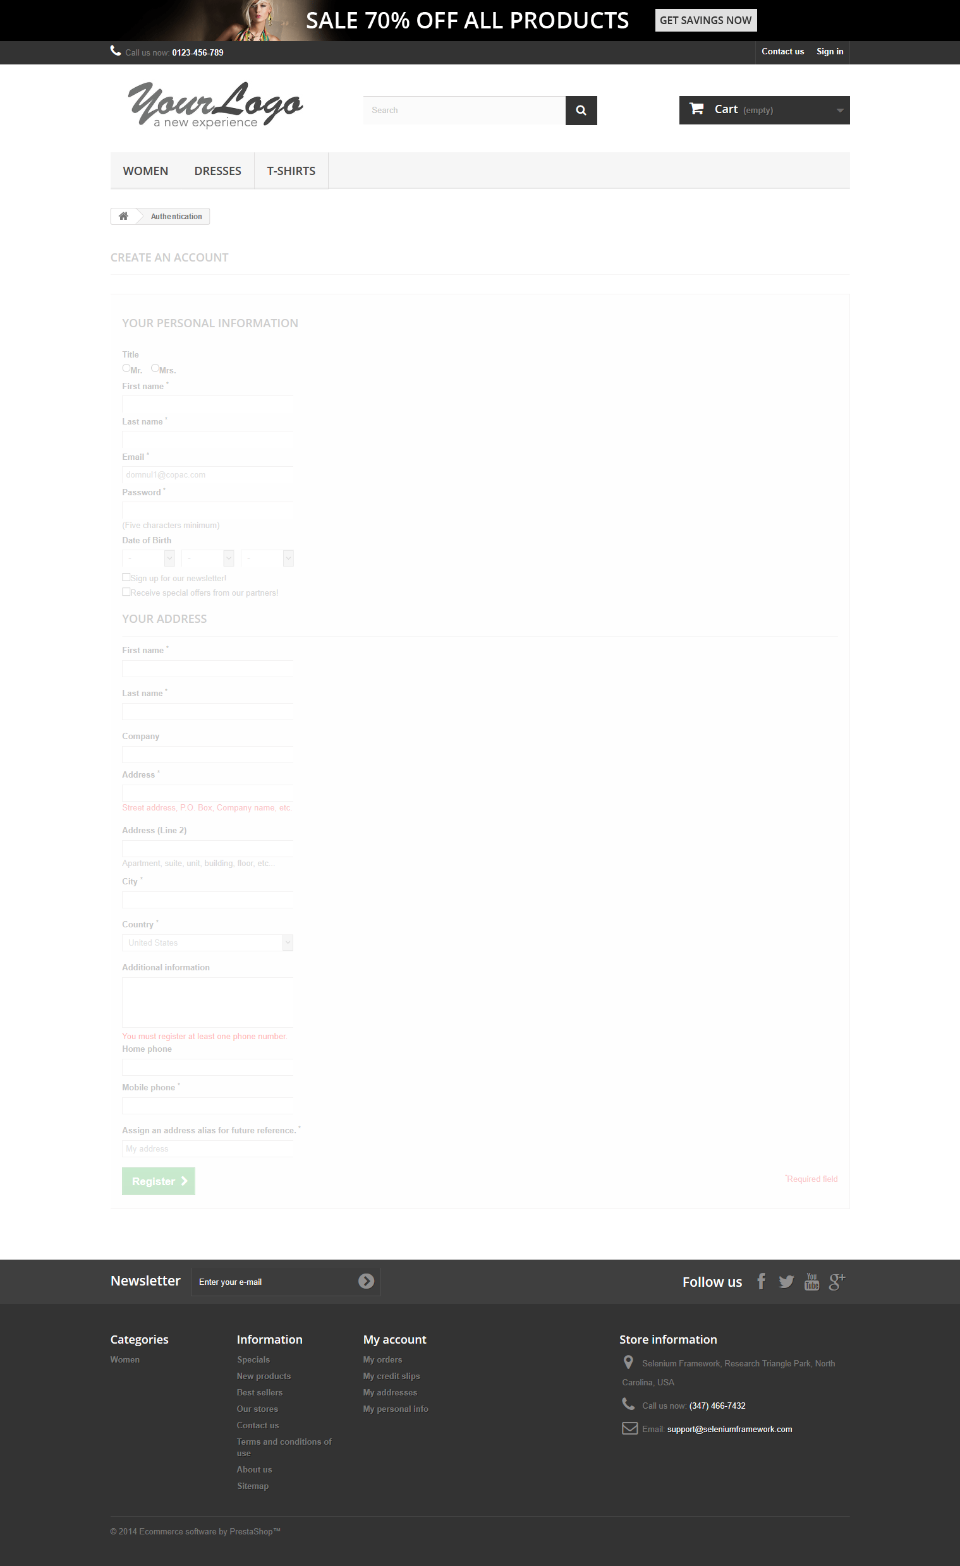 SALE 70% OFF ALL PRODUCTS GET SAVINGS NOW
Call us now: 0123-456-789 Contact us Sign in
YourLogo
a new experience
Search
Cart (empty)
WOMEN DRESSES T-SHIRTS
Authentication
CREATE AN ACCOUNT
YOUR PERSONAL INFORMATION
Title
Mr. Mrs.
First name *
Last name *
Email *
Password *
(Five characters minimum)
Date of Birth
- - -
Sign up for our newsletter!
Receive special offers from our partners!
YOUR ADDRESS
First name *
Last name *
Company
Address *
Street address, P.O. Box, Company name, etc.
Address (Line 2)
Apartment, suite, unit, building, floor, etc...
City *
Country *
United States
Additional information
You must register at least one phone number.
Home phone
Mobile phone *
Assign an address alias for future reference. *
My address
Register
*Required field
Newsletter Enter your e-mail Follow us
Categories
Women
Information
Specials
New products
Best sellers
Our stores
Contact us
Terms and conditions of
use
About us
Sitemap
My account
My orders
My credit slips
My addresses
My personal info
Store information
Selenium Framework, Research Triangle Park, North
Carolina, USA
Call us now: (347) 466-7432
Email: support@seleniumframework.com
© 2014 Ecommerce software by PrestaShop™